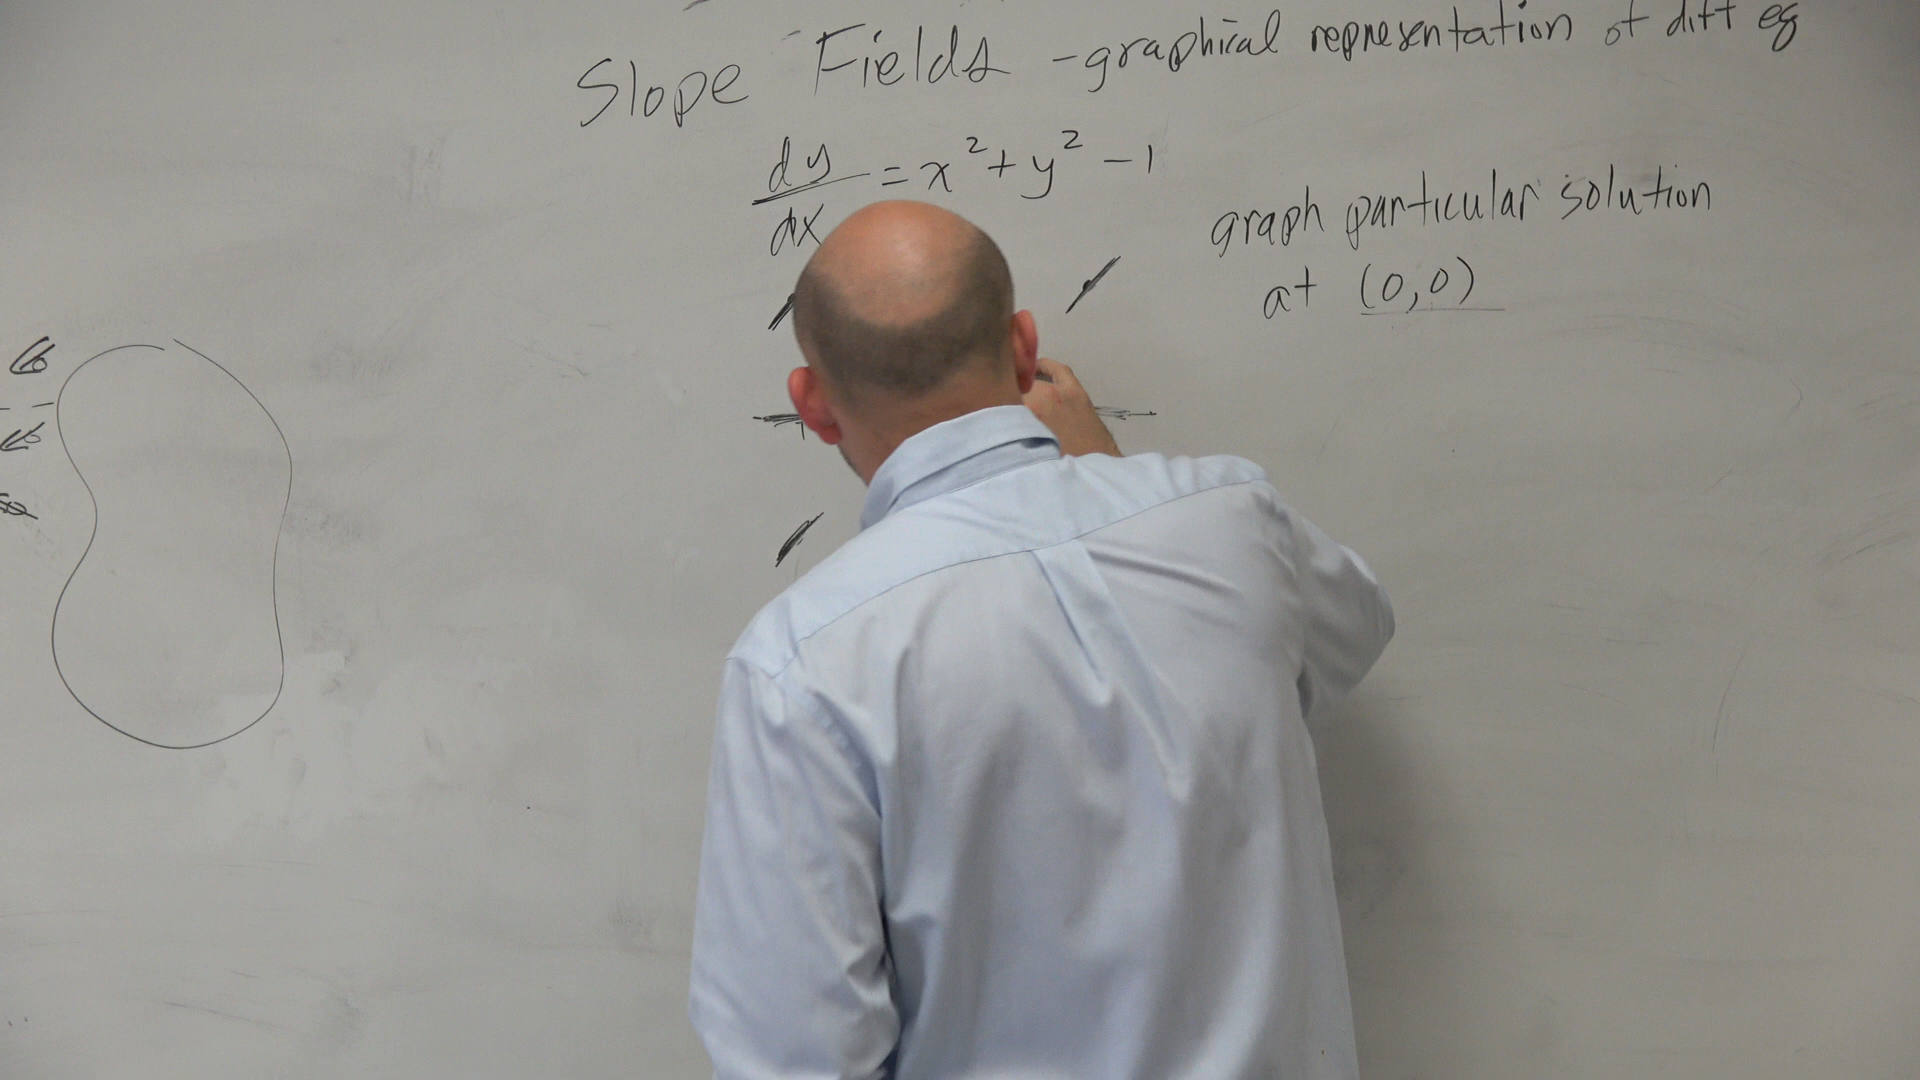 Slope Fields - graphical representation of diff eq
dy/dx = x² + y² - 1
graph particular solution
at (0,0)